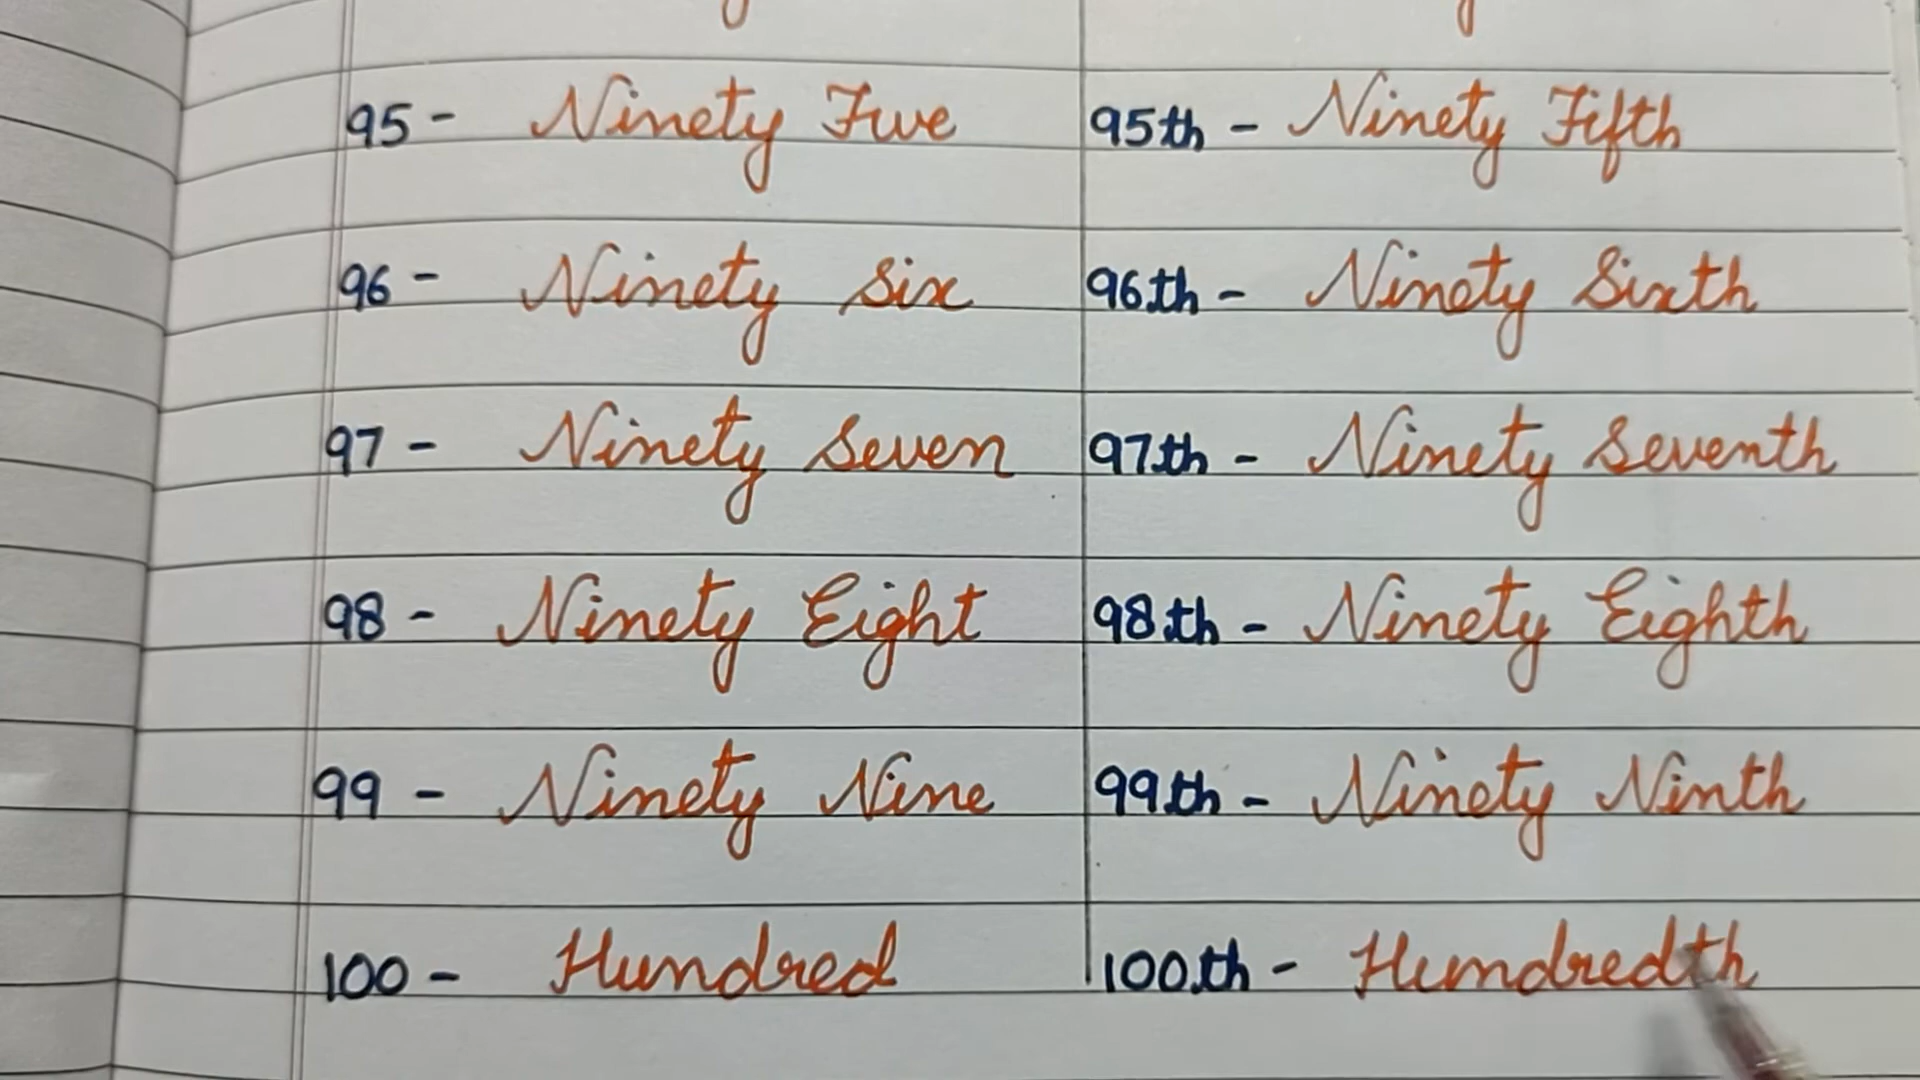 95 - Ninety Five 95th - Ninety Fifth
96 - Ninety Six 96th - Ninety Sixth
97 - Ninety Seven 97th - Ninety Seventh
98 - Ninety Eight 98th - Ninety Eighth
99 - Ninety Nine 99th - Ninety Ninth
100 - Hundred 100th - Hundredth